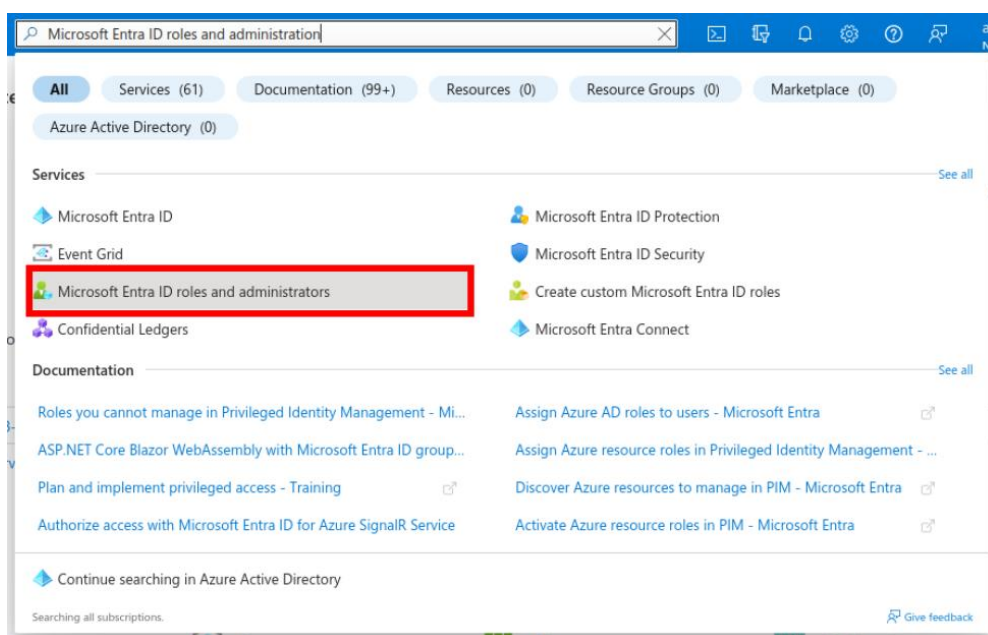 Microsoft Entra ID roles and administration
All Services (61) Documentation (99+) Resources (0) Resource Groups (0) Marketplace (0)
Azure Active Directory (0)
Services See all
Microsoft Entra ID Microsoft Entra ID Protection
Event Grid Microsoft Entra ID Security
Microsoft Entra ID roles and administrators Create custom Microsoft Entra ID roles
Confidential Ledgers Microsoft Entra Connect
Documentation See all
Roles you cannot manage in Privileged Identity Management - Mi... Assign Azure AD roles to users - Microsoft Entra
ASP.NET Core Blazor WebAssembly with Microsoft Entra ID group... Assign Azure resource roles in Privileged Identity Management - ...
Plan and implement privileged access - Training Discover Azure resources to manage in PIM - Microsoft Entra
Authorize access with Microsoft Entra ID for Azure SignalR Service Activate Azure resource roles in PIM - Microsoft Entra
Continue searching in Azure Active Directory
Searching all subscriptions. Give feedback